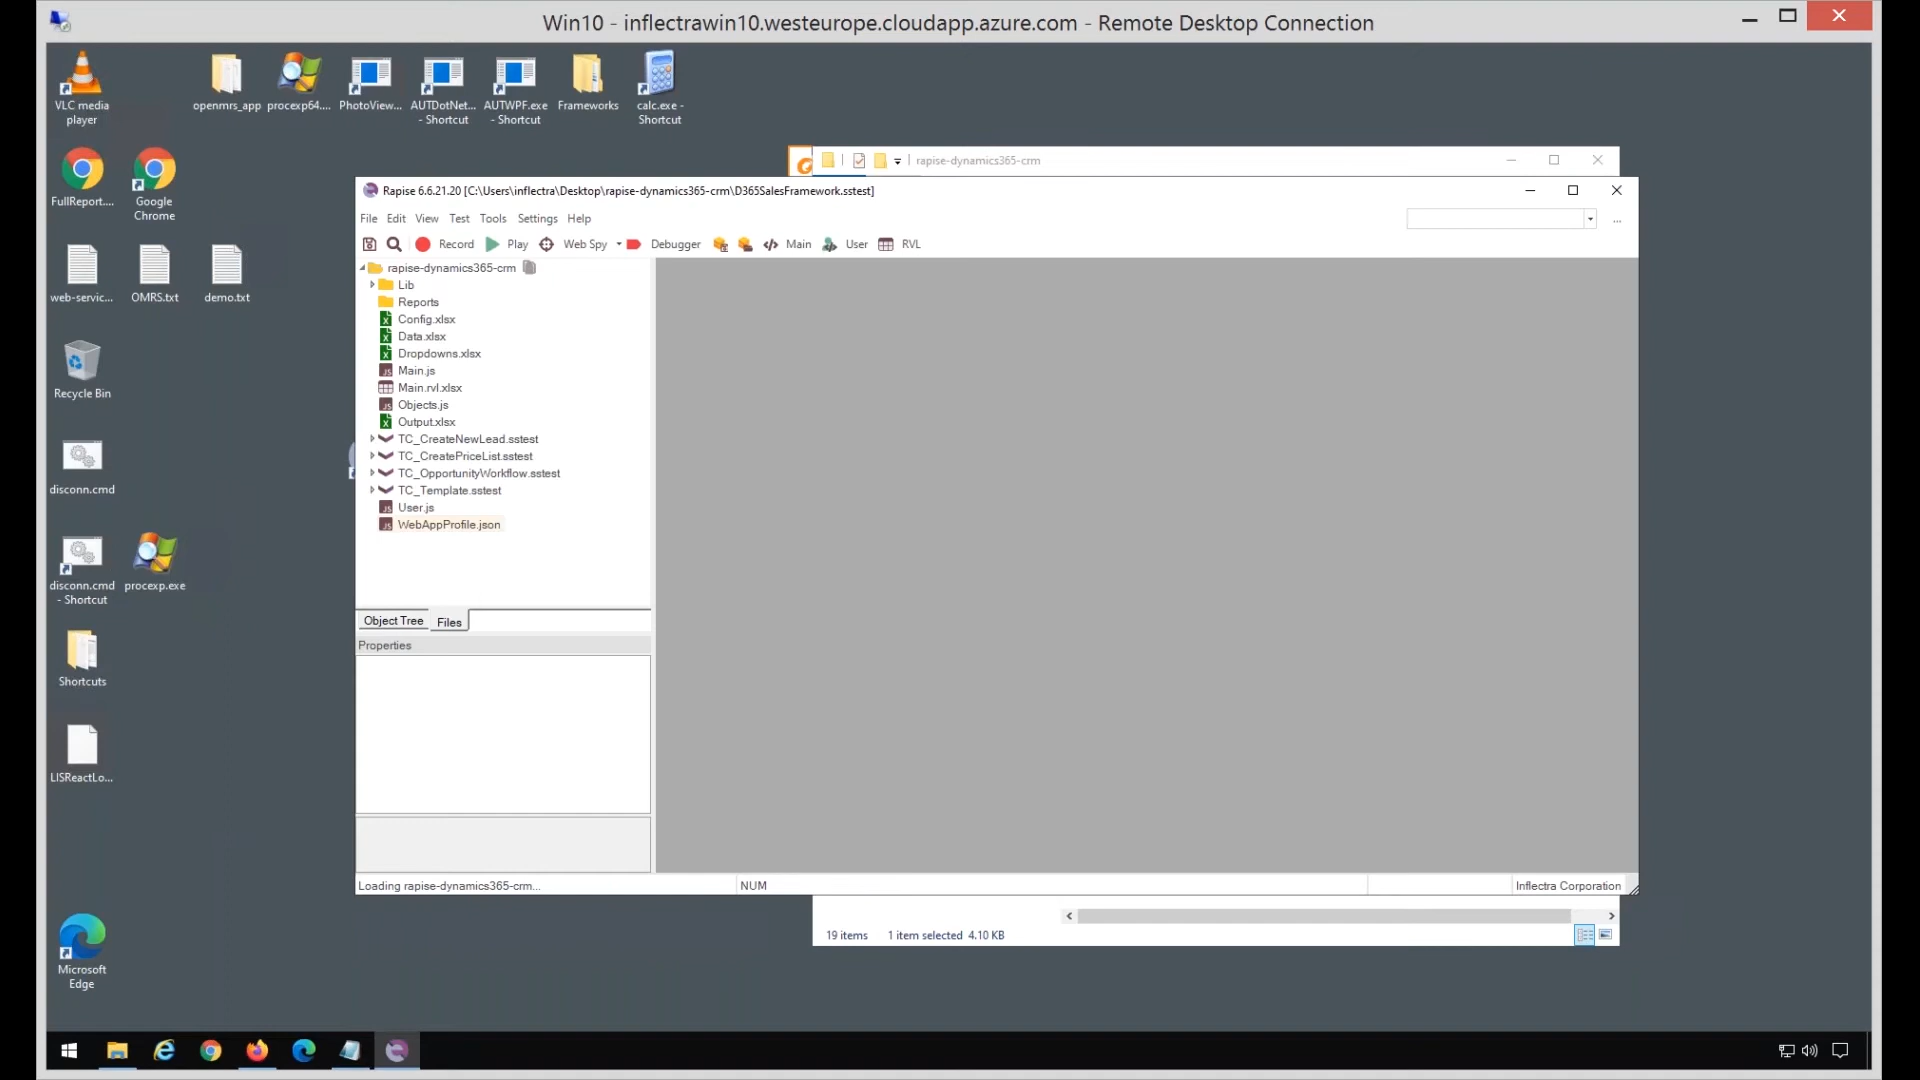 Win10 - inflectrawin10.westeurope.cloudapp.azure.com - Remote Desktop Connection
VLC media
player
openmrs_app
procexp64....
PhotoView...
AUTDotNet...
- Shortcut
AUTWPF.exe
- Shortcut
Frameworks
calc.exe -
Shortcut
FullReport....
Google
Chrome
web-servic...
OMRS.txt
demo.txt
Recycle Bin
disconn.cmd
disconn.cmd
- Shortcut
procexp.exe
Shortcuts
LISReactLo...
Microsoft
Edge
rapise-dynamics365-crm
Rapise 6.6.21.20 [C:\Users\inflectra\Desktop\rapise-dynamics365-crm\D365SalesFramework.sstest]
File Edit View Test Tools Settings Help
...
Record Play Web Spy Debugger Main User RVL
rapise-dynamics365-crm
Lib
Reports
Config.xlsx
Data.xlsx
Dropdowns.xlsx
Main.js
Main.rvl.xlsx
Objects.js
Output.xlsx
TC_CreateNewLead.sstest
TC_CreatePriceList.sstest
TC_OpportunityWorkflow.sstest
TC_Template.sstest
User.js
WebAppProfile.json
Object Tree Files
Properties
Loading rapise-dynamics365-crm... NUM Inflectra Corporation
19 items 1 item selected 4.10 KB